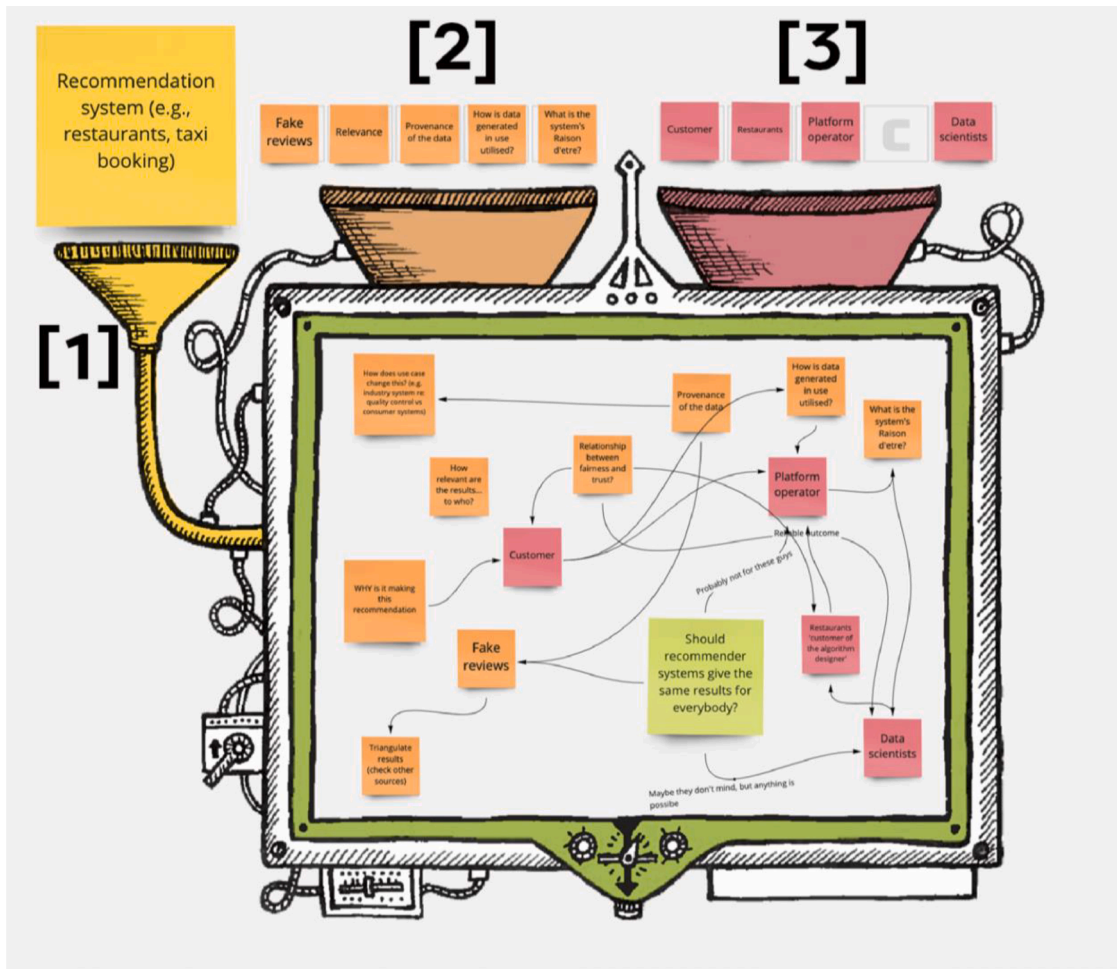 [2]
[3]
Recommendation
system (e.g.,
restaurants, taxi
booking)
Fake
reviews
Relevance
Provenance
of the data
How is data
generated
in use
utilised?
What is the
system's
Raison
d'etre?
Customer
Restaurants
Platform
operator
C
Data
scientists
[1]
How does use case
change this? (e.g.
industry system re:
quality control vs
consumer systems)
Provenance
of the data
How is data
generated
in use
utilised?
What is the
system's
Raison
d'etre?
Relationship
between
fairness and
trust?
How
relevant are
the results...
to who?
Platform
operator
Customer
Reliable outcome
Probably not for these guys
WHY is it making
this
recommendation
Fake
reviews
Should
recommender
systems give the
same results for
everybody?
Restaurants
'customer of
the algorithm
designer'
Triangulate
results
(check other
sources)
Data
scientists
Maybe they don't mind, but anything is
possibe